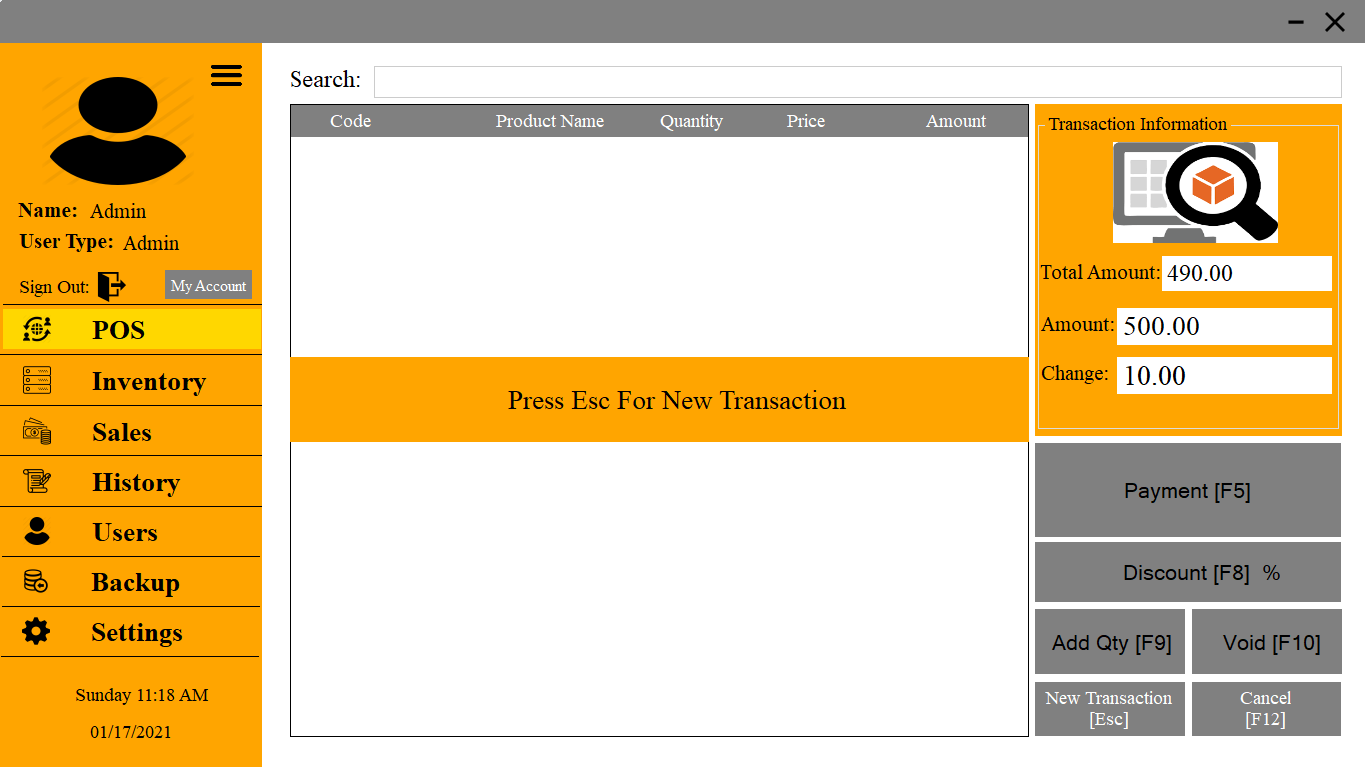 Search:
Code Product Name Quantity Price Amount
Transaction Information
Name: Admin
User Type: Admin
Sign Out: My Account
Total Amount: 490.00
Amount: 500.00
Change: 10.00
POS
Inventory
Sales
History
Users
Backup
Settings
Sunday 11:18 AM
01/17/2021
Press Esc For New Transaction
Payment [F5]
Discount [F8] %
Add Qty [F9]
Void [F10]
New Transaction
[Esc]
Cancel
[F12]